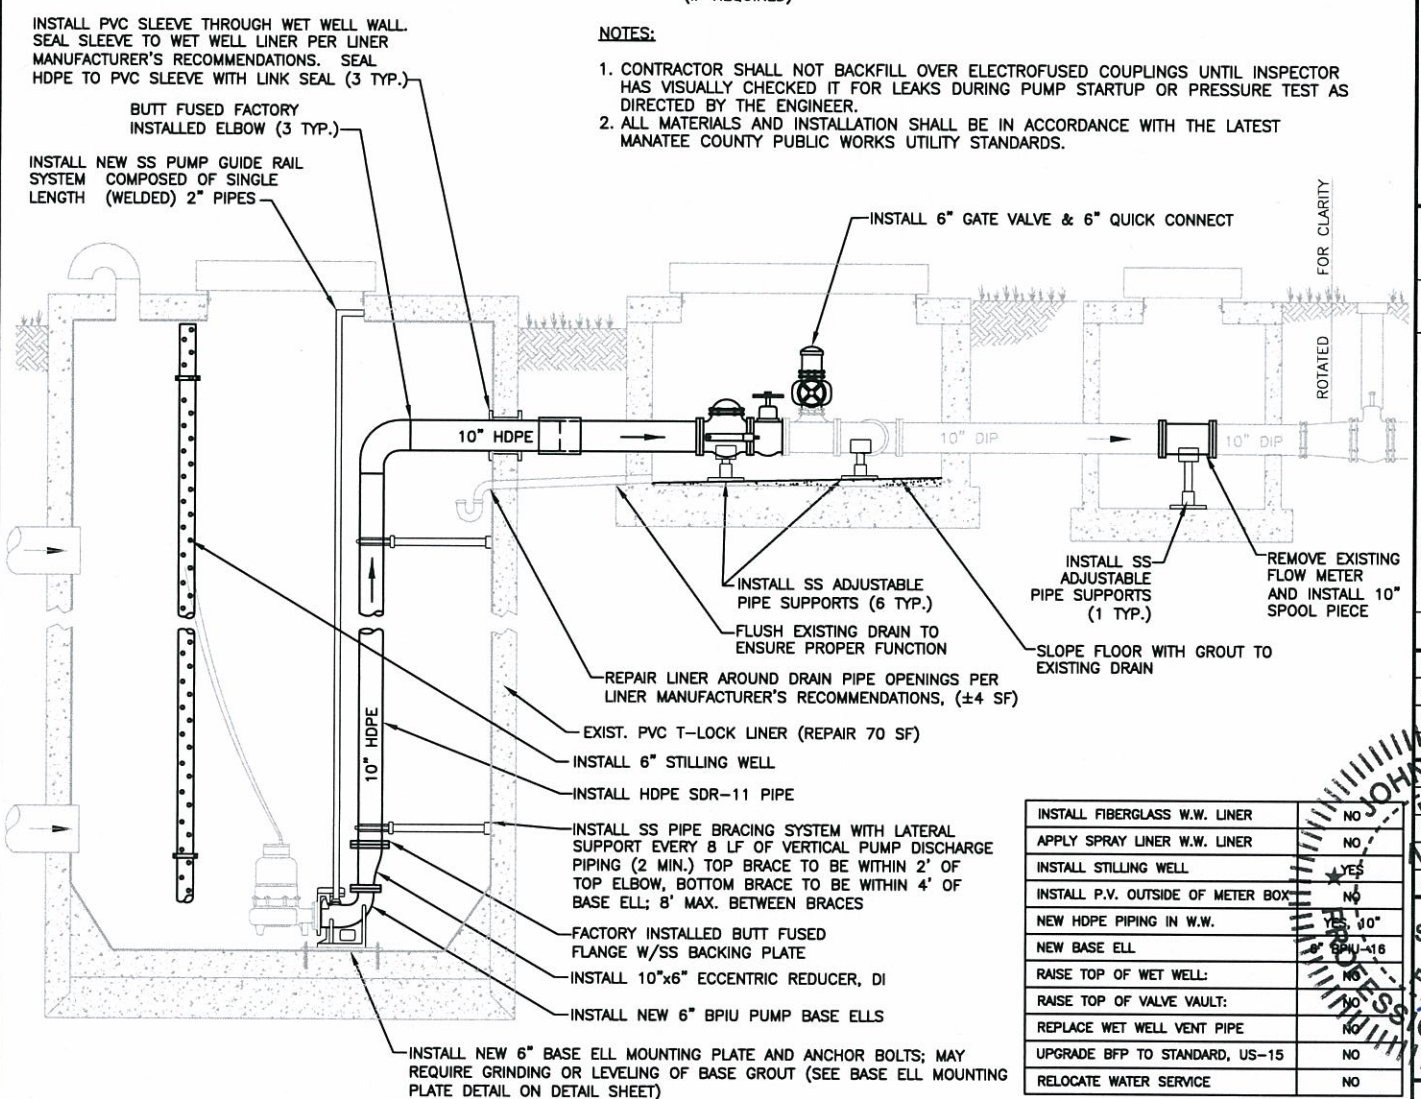 INSTALL PVC SLEEVE THROUGH WET WELL WALL.
SEAL SLEEVE TO WET WELL LINER PER LINER
MANUFACTURER'S RECOMMENDATIONS. SEAL
HDPE TO PVC SLEEVE WITH LINK SEAL (3 TYP.)
BUTT FUSED FACTORY
INSTALLED ELBOW (3 TYP.)
INSTALL NEW SS PUMP GUIDE RAIL
SYSTEM COMPOSED OF SINGLE
LENGTH (WELDED) 2" PIPES
NOTES:
1. CONTRACTOR SHALL NOT BACKFILL OVER ELECTROFUSED COUPLINGS UNTIL INSPECTOR
HAS VISUALLY CHECKED IT FOR LEAKS DURING PUMP STARTUP OR PRESSURE TEST AS
DIRECTED BY THE ENGINEER.
2. ALL MATERIALS AND INSTALLATION SHALL BE IN ACCORDANCE WITH THE LATEST
MANATEE COUNTY PUBLIC WORKS UTILITY STANDARDS.
INSTALL 6" GATE VALVE & 6" QUICK CONNECT
ROTATED FOR CLARITY
10" HDPE
10" DIP
10" DIP
INSTALL SS ADJUSTABLE
PIPE SUPPORTS (6 TYP.)
INSTALL SS
ADJUSTABLE
PIPE SUPPORTS
(1 TYP.)
REMOVE EXISTING
FLOW METER
AND INSTALL 10"
SPOOL PIECE
FLUSH EXISTING DRAIN TO
ENSURE PROPER FUNCTION
SLOPE FLOOR WITH GROUT TO
EXISTING DRAIN
REPAIR LINER AROUND DRAIN PIPE OPENINGS PER
LINER MANUFACTURER'S RECOMMENDATIONS, (±4 SF)
EXIST. PVC T-LOCK LINER (REPAIR 70 SF)
10" HDPE
INSTALL 6" STILLING WELL
INSTALL HDPE SDR-11 PIPE
INSTALL SS PIPE BRACING SYSTEM WITH LATERAL
SUPPORT EVERY 8 LF OF VERTICAL PUMP DISCHARGE
PIPING (2 MIN.) TOP BRACE TO BE WITHIN 2' OF
TOP ELBOW, BOTTOM BRACE TO BE WITHIN 4' OF
BASE ELL; 8' MAX. BETWEEN BRACES
FACTORY INSTALLED BUTT FUSED
FLANGE W/SS BACKING PLATE
INSTALL 10"x6" ECCENTRIC REDUCER, DI
INSTALL NEW 6" BPIU PUMP BASE ELLS
INSTALL NEW 6" BASE ELL MOUNTING PLATE AND ANCHOR BOLTS; MAY
REQUIRE GRINDING OR LEVELING OF BASE GROUT (SEE BASE ELL MOUNTING
PLATE DETAIL ON DETAIL SHEET)
INSTALL FIBERGLASS W.W. LINER NO
APPLY SPRAY LINER W.W. LINER NO
INSTALL STILLING WELL YES
INSTALL P.V. OUTSIDE OF METER BOX NO
NEW HDPE PIPING IN W.W. YES, 10"
NEW BASE ELL BPIU-16
RAISE TOP OF WET WELL: NO
RAISE TOP OF VALVE VAULT: NO
REPLACE WET WELL VENT PIPE NO
UPGRADE BFP TO STANDARD, US-15 NO
RELOCATE WATER SERVICE NO
JOHN